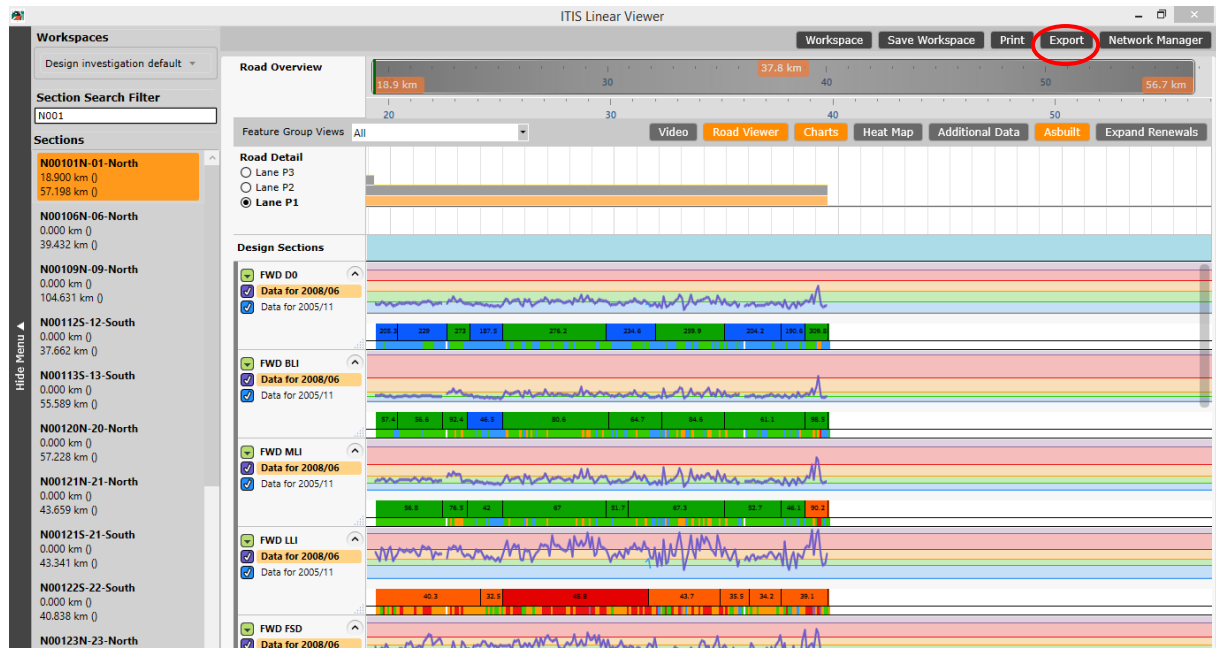 ITIS Linear Viewer
Workspaces
Workspace Save Workspace Print Export Network Manager
Design investigation default
Section Search Filter
N001
Sections
N00101N-01-North
18.900 km ()
57.198 km ()
N00106N-06-North
0.000 km ()
39.432 km ()
N00109N-09-North
0.000 km ()
104.631 km ()
N00112S-12-South
0.000 km ()
37.662 km ()
N00113S-13-South
0.000 km ()
55.589 km ()
N00120N-20-North
0.000 km ()
57.228 km ()
N00121N-21-North
0.000 km ()
43.659 km ()
N00121S-21-South
0.000 km ()
43.341 km ()
N00122S-22-South
0.000 km ()
40.838 km ()
N00123N-23-North
Hide Menu
Road Overview
37.8 km
18.9 km 30 40 50 56.7 km
20 30 40 50
Feature Group Views All Video Road Viewer Charts Heat Map Additional Data Asbuilt Expand Renewals
Road Detail
Lane P3
Lane P2
Lane P1
Design Sections
FWD D0
Data for 2008/06
Data for 2005/11
229 273 187.5 276.2 234.6 259.9 204.2 190.6
FWD BLI
Data for 2008/06
Data for 2005/11
57.4 56.6 92.4 46.5 80.6 64.7 84.6 61.1 98.5
FWD MLI
Data for 2008/06
Data for 2005/11
56.8 76.5 42 67 51.7 67.3 52.7 46.1 90.2
FWD LLI
Data for 2008/06
Data for 2005/11
40.3 32.5 43.7 35.5 34.2 39.1
FWD FSD
Data for 2008/06